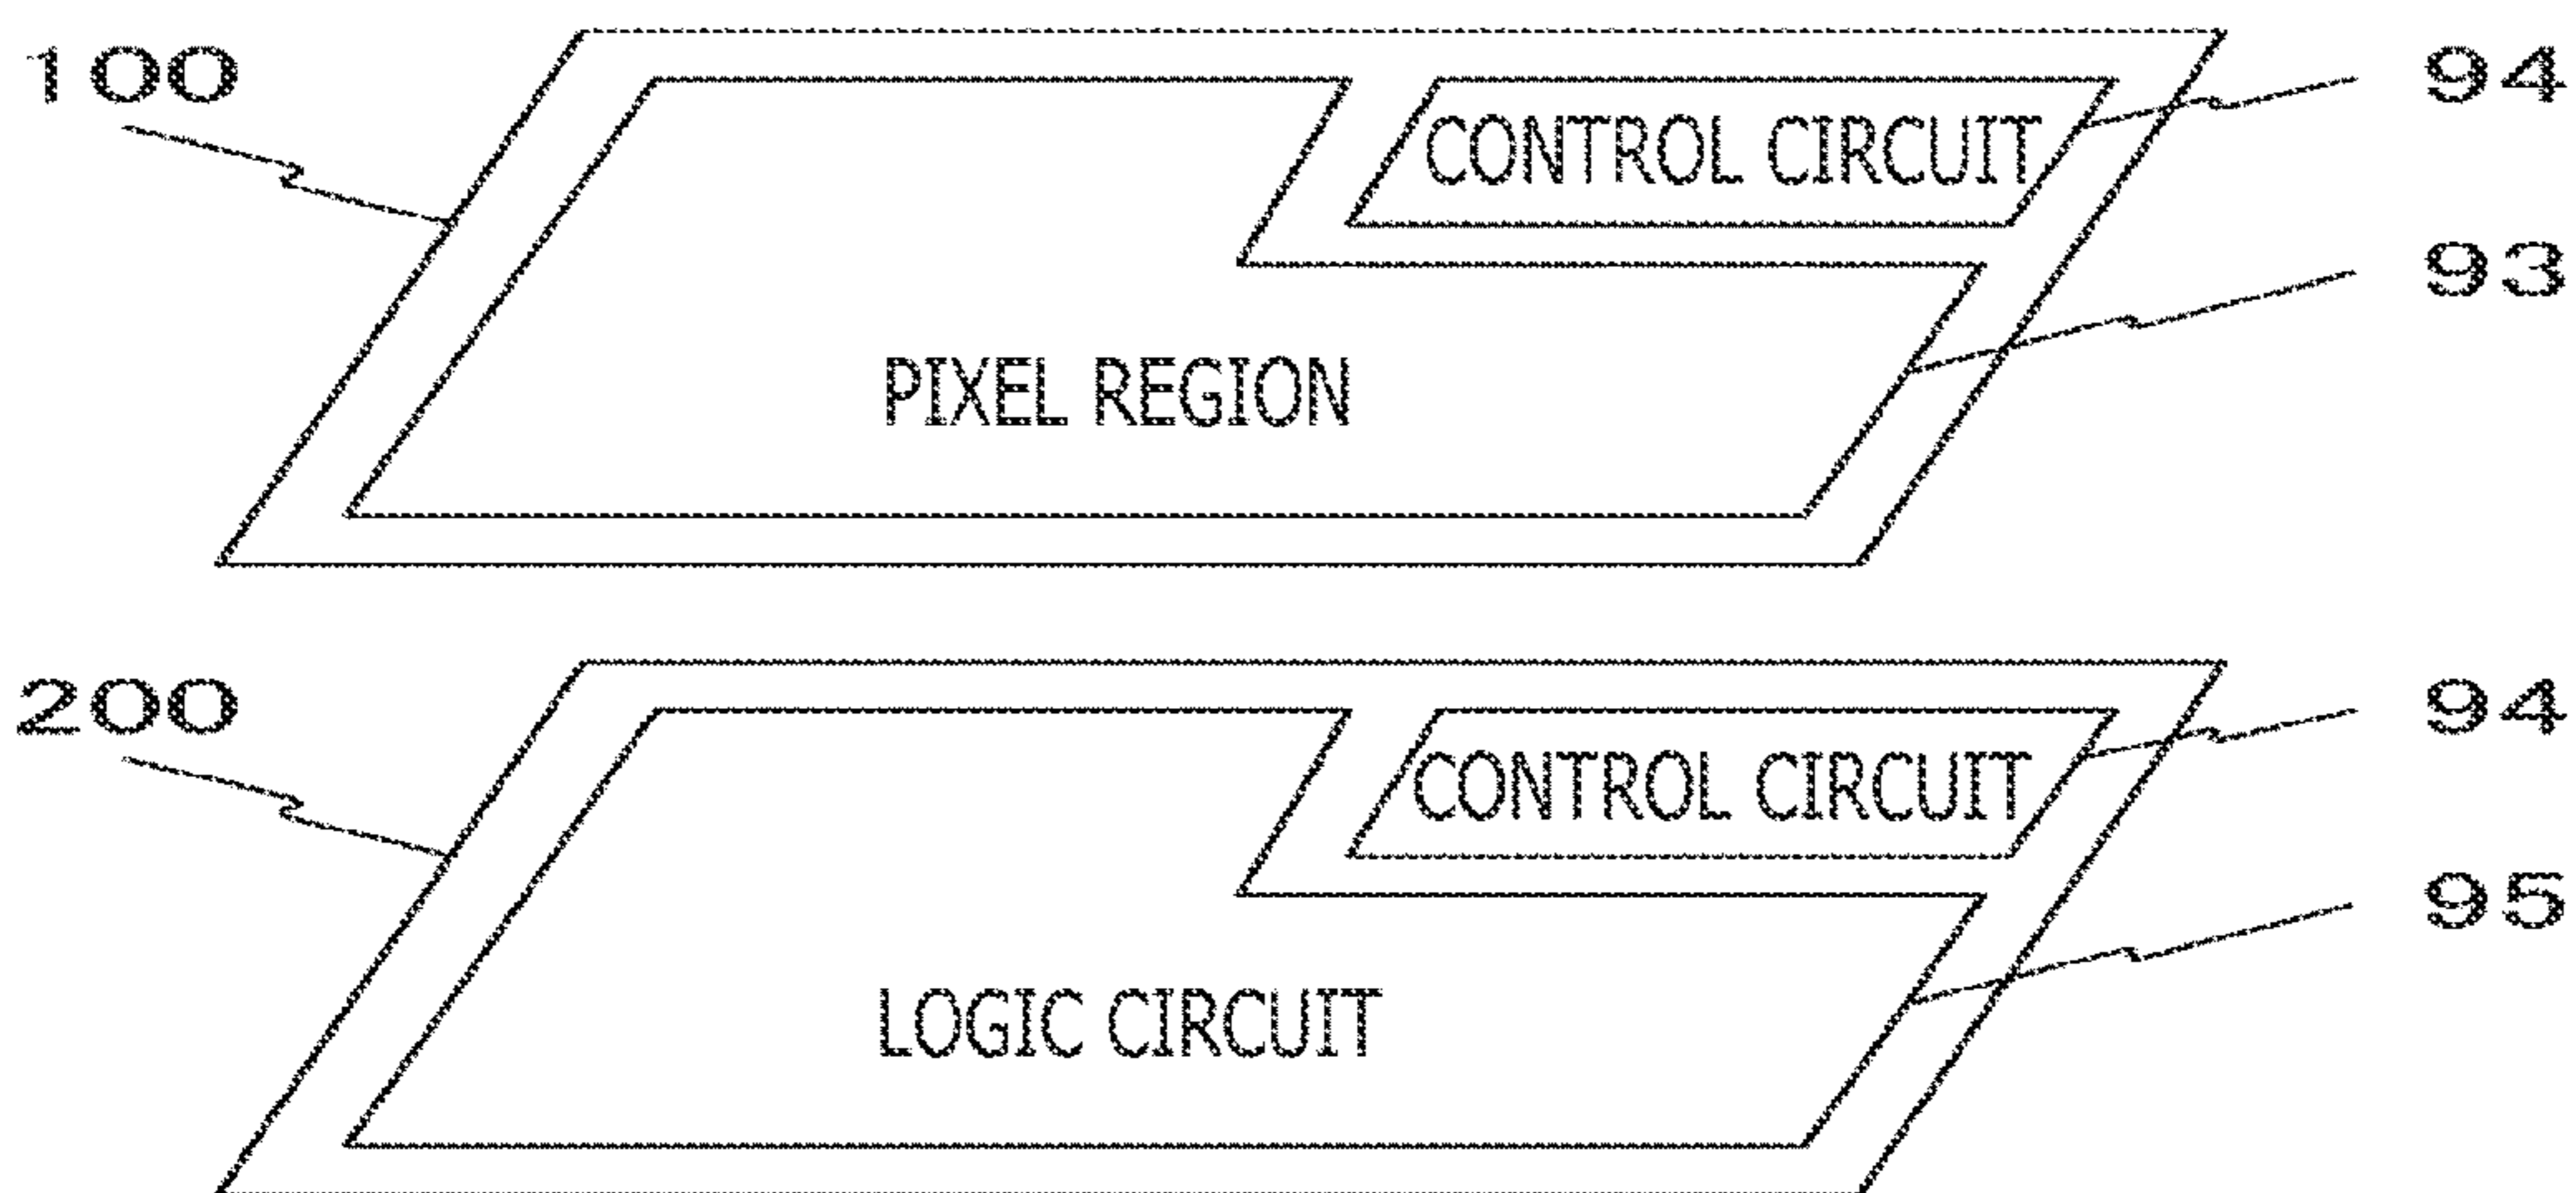 100
CONTROL CIRCUIT
94
93
PIXEL REGION
200
CONTROL CIRCUIT
94
95
LOGIC CIRCUIT